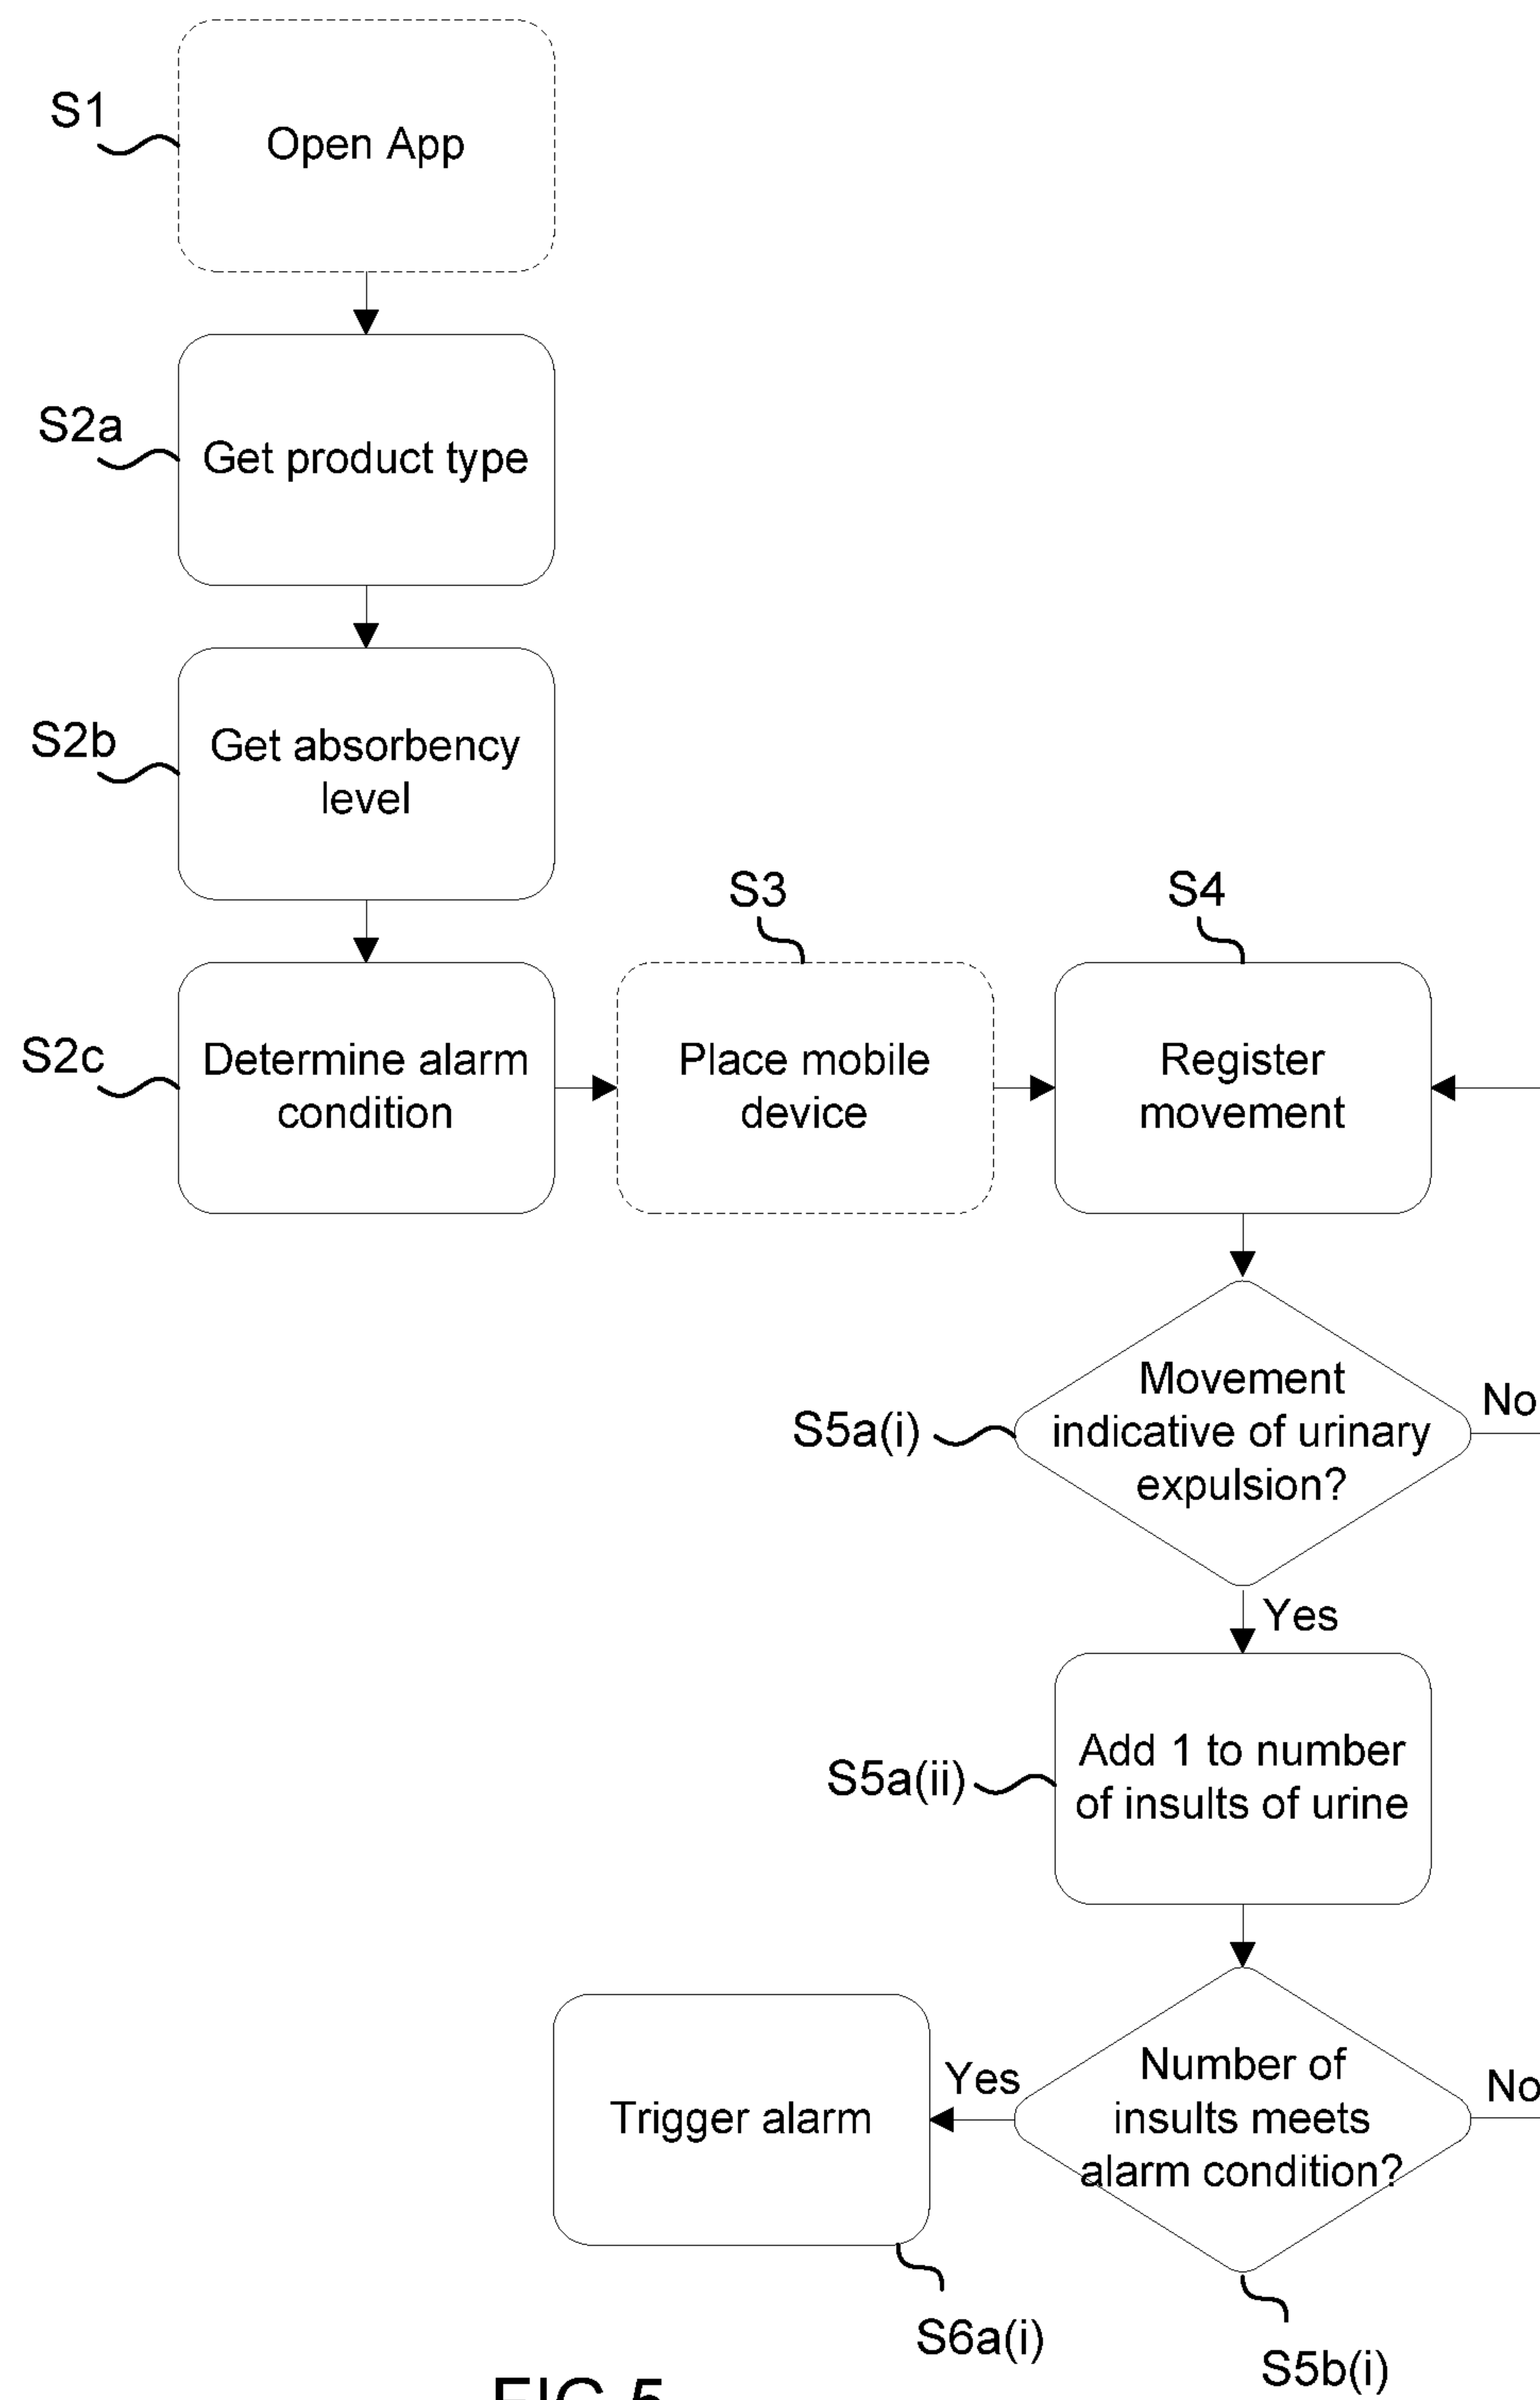 S1
Open App
S2a
Get product type
S2b
Get absorbency
level
S3
S4
S2c
Determine alarm
condition
Place mobile
device
Register
movement
S5a(i)
Movement
indicative of urinary
expulsion?
No
Yes
S5a(ii)
Add 1 to number
of insults of urine
Trigger alarm
Yes
Number of
insults meets
alarm condition?
No
S6a(i)
S5b(i)
FIG 5